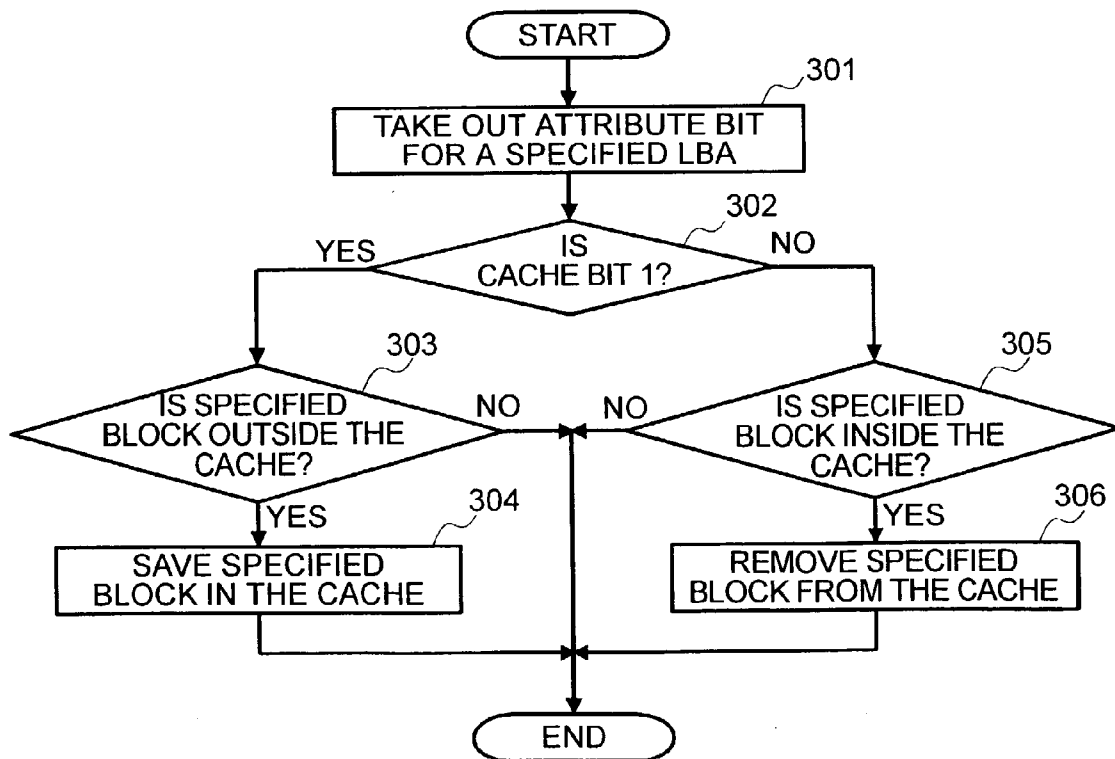 START
301
TAKE OUT ATTRIBUTE BIT
FOR A SPECIFIED LBA
302
YES
IS
CACHE BIT 1?
NO
303
IS SPECIFIED
BLOCK OUTSIDE THE
CACHE?
NO
NO
305
IS SPECIFIED
BLOCK INSIDE THE
CACHE?
YES
304
SAVE SPECIFIED
BLOCK IN THE CACHE
YES
306
REMOVE SPECIFIED
BLOCK FROM THE CACHE
END